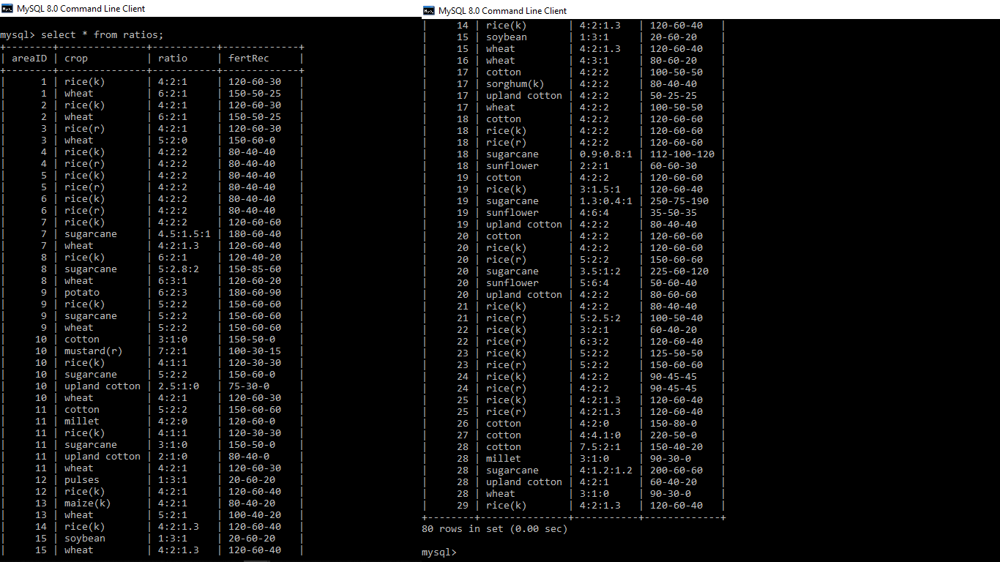 MySQL 8.0 Command Line Client
mysql> select * from ratios;
+--------+---------------+-----------+-------------+
| areaID | crop          | ratio     | fertRec     |
+--------+---------------+-----------+-------------+
|      1 | rice(k)       | 4:2:1     | 120-60-30   |
|      1 | wheat         | 6:2:1     | 150-50-25   |
|      2 | rice(k)       | 4:2:1     | 120-60-30   |
|      2 | wheat         | 6:2:1     | 150-50-25   |
|      3 | rice(r)       | 4:2:1     | 120-60-30   |
|      3 | wheat         | 5:2:0     | 150-60-0    |
|      4 | rice(k)       | 4:2:2     | 80-40-40    |
|      4 | rice(r)       | 4:2:2     | 80-40-40    |
|      5 | rice(k)       | 4:2:2     | 80-40-40    |
|      5 | rice(r)       | 4:2:2     | 80-40-40    |
|      6 | rice(k)       | 4:2:2     | 80-40-40    |
|      6 | rice(r)       | 4:2:2     | 80-40-40    |
|      7 | rice(k)       | 4:2:2     | 120-60-60   |
|      7 | sugarcane     | 4.5:1.5:1 | 180-60-40   |
|      7 | wheat         | 4:2:1.3   | 120-60-40   |
|      8 | rice(k)       | 6:2:1     | 120-40-20   |
|      8 | sugarcane     | 5:2.8:2   | 150-85-60   |
|      8 | wheat         | 6:3:1     | 120-60-20   |
|      9 | potato        | 6:2:3     | 180-60-90   |
|      9 | rice(k)       | 5:2:2     | 150-60-60   |
|      9 | sugarcane     | 5:2:2     | 150-60-60   |
|      9 | wheat         | 5:2:2     | 150-60-60   |
|     10 | cotton        | 3:1:0     | 150-50-0    |
|     10 | mustard(r)    | 7:2:1     | 100-30-15   |
|     10 | rice(k)       | 4:1:1     | 120-30-30   |
|     10 | sugarcane     | 5:2:2     | 150-60-0    |
|     10 | upland cotton | 2.5:1:0   | 75-30-0     |
|     10 | wheat         | 4:2:1     | 120-60-30   |
|     11 | cotton        | 5:2:2     | 150-60-60   |
|     11 | millet        | 4:2:0     | 120-60-0    |
|     11 | rice(k)       | 4:1:1     | 120-30-30   |
|     11 | sugarcane     | 3:1:0     | 150-50-0    |
|     11 | upland cotton | 2:1:0     | 80-40-0     |
|     11 | wheat         | 4:2:1     | 120-60-30   |
|     12 | pulses        | 1:3:1     | 20-60-20    |
|     12 | rice(k)       | 4:2:1     | 120-60-40   |
|     13 | maize(k)      | 4:2:1     | 80-40-20    |
|     13 | wheat         | 5:2:1     | 100-40-20   |
|     14 | rice(k)       | 4:2:1.3   | 120-60-40   |
|     15 | soybean       | 1:3:1     | 20-60-20    |
|     15 | wheat         | 4:2:1.3   | 120-60-40   |
MySQL 8.0 Command Line Client
|     14 | rice(k)       | 4:2:1.3   | 120-60-40   |
|     15 | soybean       | 1:3:1     | 20-60-20    |
|     15 | wheat         | 4:2:1.3   | 120-60-40   |
|     16 | wheat         | 4:3:1     | 80-60-20    |
|     17 | cotton        | 4:2:2     | 100-50-50   |
|     17 | sorghum(k)    | 4:2:2     | 80-40-40    |
|     17 | upland cotton | 4:2:2     | 50-25-25    |
|     17 | wheat         | 4:2:2     | 100-50-50   |
|     18 | cotton        | 4:2:2     | 120-60-60   |
|     18 | rice(k)       | 4:2:2     | 120-60-60   |
|     18 | rice(r)       | 4:2:2     | 120-60-60   |
|     18 | sugarcane     | 0.9:0.8:1 | 112-100-120 |
|     18 | sunflower     | 2:2:1     | 60-60-30    |
|     19 | cotton        | 4:2:2     | 120-60-60   |
|     19 | rice(k)       | 3:1.5:1   | 120-60-40   |
|     19 | sugarcane     | 1.3:0.4:1 | 250-75-190  |
|     19 | sunflower     | 4:6:4     | 35-50-35    |
|     19 | upland cotton | 4:2:2     | 80-40-40    |
|     20 | cotton        | 4:2:2     | 120-60-60   |
|     20 | rice(k)       | 4:2:2     | 120-60-60   |
|     20 | rice(r)       | 5:2:2     | 150-60-60   |
|     20 | sugarcane     | 3.5:1:2   | 225-60-120  |
|     20 | sunflower     | 5:6:4     | 50-60-40    |
|     20 | upland cotton | 4:2:2     | 80-60-60    |
|     21 | rice(k)       | 4:2:2     | 80-40-40    |
|     21 | rice(r)       | 5:2.5:2   | 100-50-40   |
|     22 | rice(k)       | 3:2:1     | 60-40-20    |
|     22 | rice(r)       | 6:3:2     | 120-60-40   |
|     23 | rice(k)       | 5:2:2     | 125-50-50   |
|     23 | rice(r)       | 5:2:2     | 150-60-60   |
|     24 | rice(k)       | 4:2:2     | 90-45-45    |
|     24 | rice(r)       | 4:2:2     | 90-45-45    |
|     25 | rice(k)       | 4:2:1.3   | 120-60-40   |
|     25 | rice(r)       | 4:2:1.3   | 120-60-40   |
|     26 | cotton        | 4:2:0     | 150-80-0    |
|     27 | cotton        | 4:4.1:0   | 220-50-0    |
|     28 | cotton        | 7.5:2:1   | 150-40-20   |
|     28 | millet        | 3:1:0     | 90-30-0     |
|     28 | sugarcane     | 4:1.2:1.2 | 200-60-60   |
|     28 | upland cotton | 4:2:1     | 60-40-20    |
|     28 | wheat         | 3:1:0     | 90-30-0     |
|     29 | rice(k)       | 4:2:1.3   | 120-60-40   |
+--------+---------------+-----------+-------------+
80 rows in set (0.00 sec)
mysql>